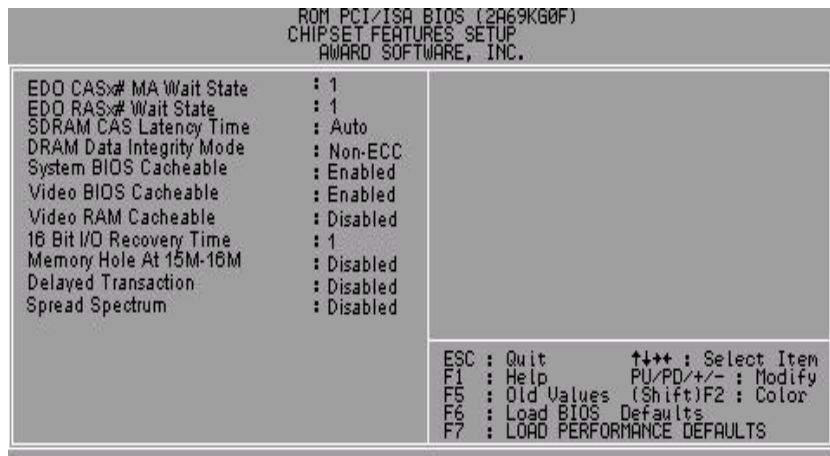 ROM PCI/ISA BIOS (2A69KG0F)
CHIPSET FEATURES SETUP
AWARD SOFTWARE, INC.
EDO CASx# MA Wait State : 1
EDO RASx# Wait State : 1
SDRAM CAS Latency Time : Auto
DRAM Data Integrity Mode : Non-ECC
System BIOS Cacheable : Enabled
Video BIOS Cacheable : Enabled
Video RAM Cacheable : Disabled
16 Bit I/O Recovery Time : 1
Memory Hole At 15M-16M : Disabled
Delayed Transaction : Disabled
Spread Spectrum : Disabled
ESC : Quit ↑↓→← : Select Item
F1 : Help PU/PD/+/- : Modify
F5 : Old Values (Shift)F2 : Color
F6 : Load BIOS Defaults
F7 : LOAD PERFORMANCE DEFAULTS